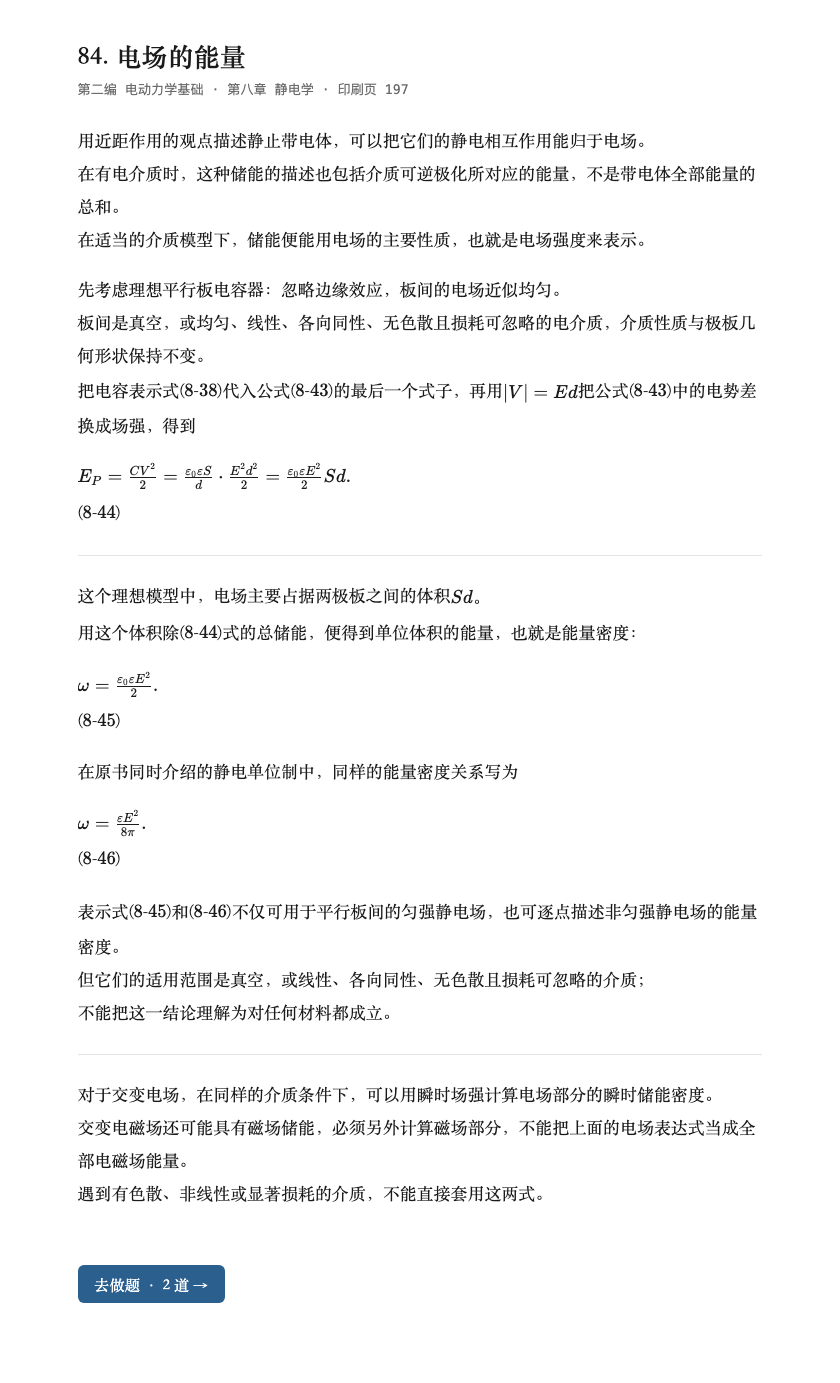 84. 电场的能量
第二编 电动力学基础 · 第八章 静电学 · 印刷页 197
用近距作用的观点描述静止带电体，可以把它们的静电相互作用能归于电场。
在有电介质时，这种储能的描述也包括介质可逆极化所对应的能量，不是带电体全部能量的
总和。
在适当的介质模型下，储能便能用电场的主要性质，也就是电场强度来表示。
先考虑理想平行板电容器：忽略边缘效应，板间的电场近似均匀。
板间是真空，或均匀、线性、各向同性、无色散且损耗可忽略的电介质，介质性质与极板几
何形状保持不变。
把电容表示式(8-38)代入公式(8-43)的最后一个式子，再用|V| = Ed把公式(8-43)中的电势差
换成场强，得到
E_P = \frac{CV^2}{2} = \frac{ε_0εS}{d} · \frac{E^2d^2}{2} = \frac{ε_0εE^2}{2}Sd.
(8-44)
这个理想模型中，电场主要占据两极板之间的体积Sd。
用这个体积除(8-44)式的总储能，便得到单位体积的能量，也就是能量密度：
ω = \frac{ε_0εE^2}{2}.
(8-45)
在原书同时介绍的静电单位制中，同样的能量密度关系写为
ω = \frac{εE^2}{8π}.
(8-46)
表示式(8-45)和(8-46)不仅可用于平行板间的匀强静电场，也可逐点描述非匀强静电场的能量
密度。
但它们的适用范围是真空，或线性、各向同性、无色散且损耗可忽略的介质；
不能把这一结论理解为对任何材料都成立。
对于交变电场，在同样的介质条件下，可以用瞬时场强计算电场部分的瞬时储能密度。
交变电磁场还可能具有磁场储能，必须另外计算磁场部分，不能把上面的电场表达式当成全
部电磁场能量。
遇到有色散、非线性或显著损耗的介质，不能直接套用这两式。
去做题 · 2 道 →